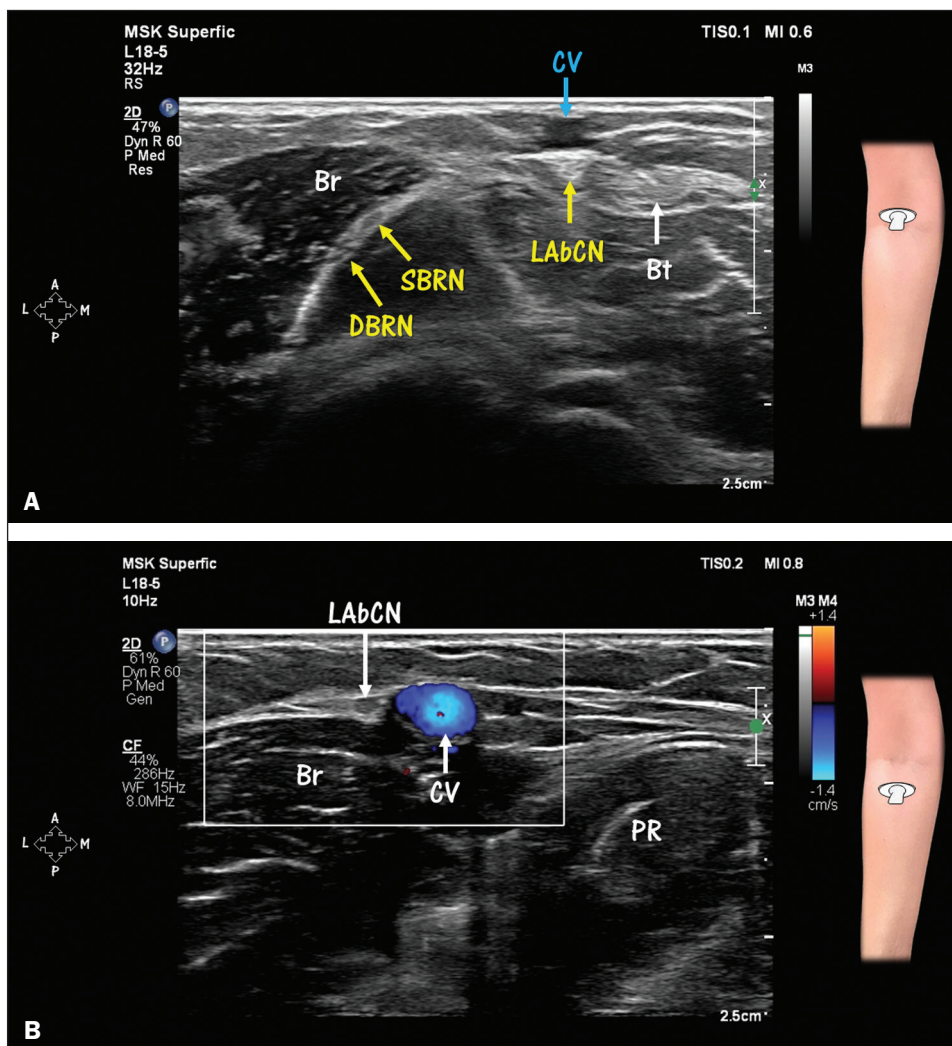 MSK Superfic
TIS0.1 MI 0.6
L18-5
32Hz
RS
CV
M3
2D
P
47%
Dyn R 60
P Med
Res
Br
x
LAbCN
SBRN
Bt
DBRN
A
L M
P
2.5cm
A
MSK Superfic
TIS0.2 MI 0.8
L18-5
10Hz
LAbCN
M3 M4
+1.4
2D
P
61%
Dyn R 60
P Med
Gen
x
CF
44%
286Hz
WF 15Hz
8.0MHz
Br
CV
-1.4
cm/s
PR
A
L M
P
2.5cm
B